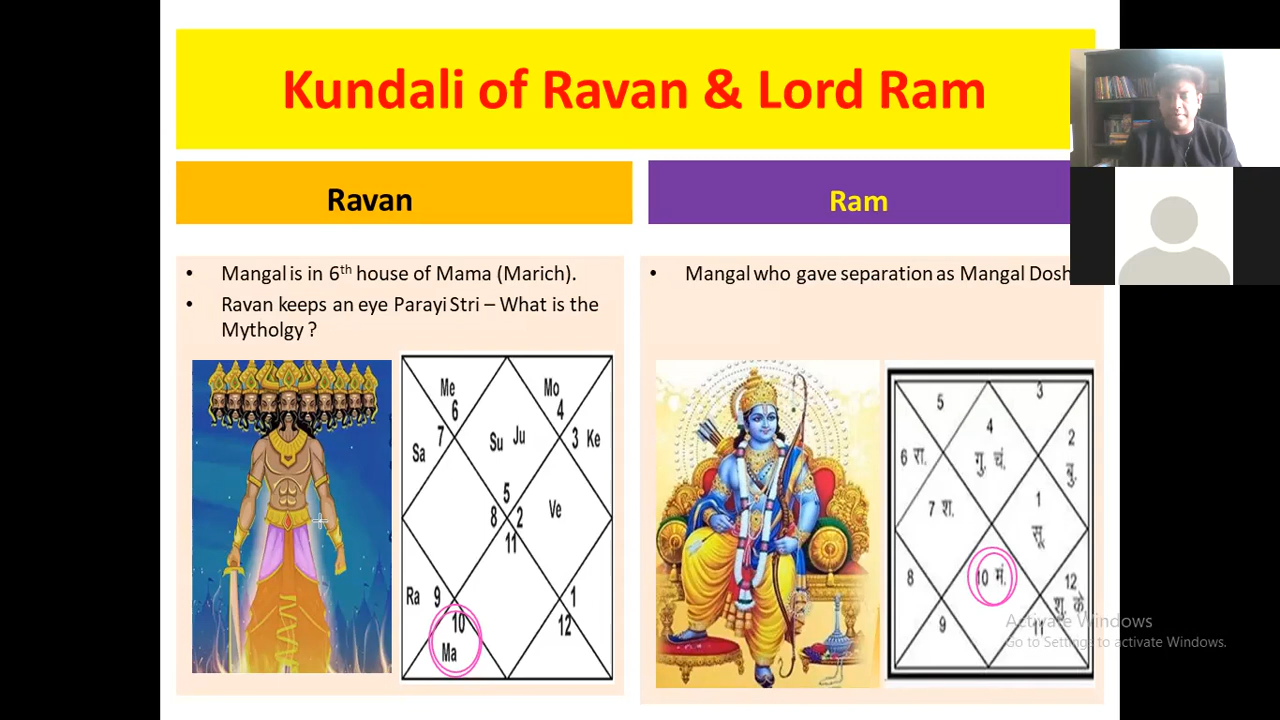 Kundali of Ravan & Lord Ram
Ravan
Ram
• Mangal is in 6th house of Mama (Marich).
• Ravan keeps an eye Parayi Stri – What is the
Mytholgy ?
• Mangal who gave separation as Mangal Dosh
Me
6
Mo
4
7
Sa
Su Ju
3 Ke
5
8
2
11
Ve
Ra 9
10
Ma
1
12
5
3
4
गु. चं.
6 रा.
2
बु.
7 श.
1
सू
8
10 मं.
12
शु. के
9
11
Activate Windows
Go to Settings to activate Windows.